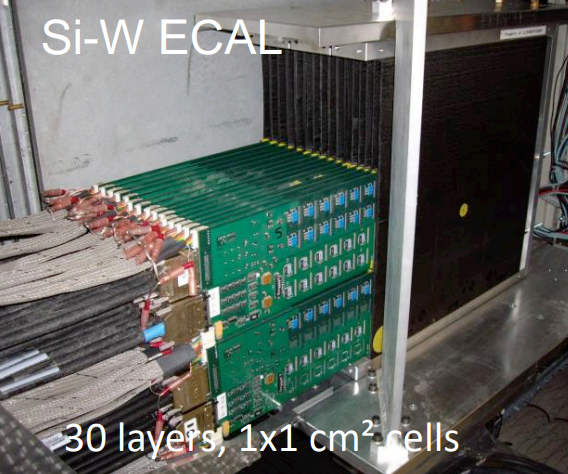 Si-W ECAL
30 layers, 1x1 cm² cells